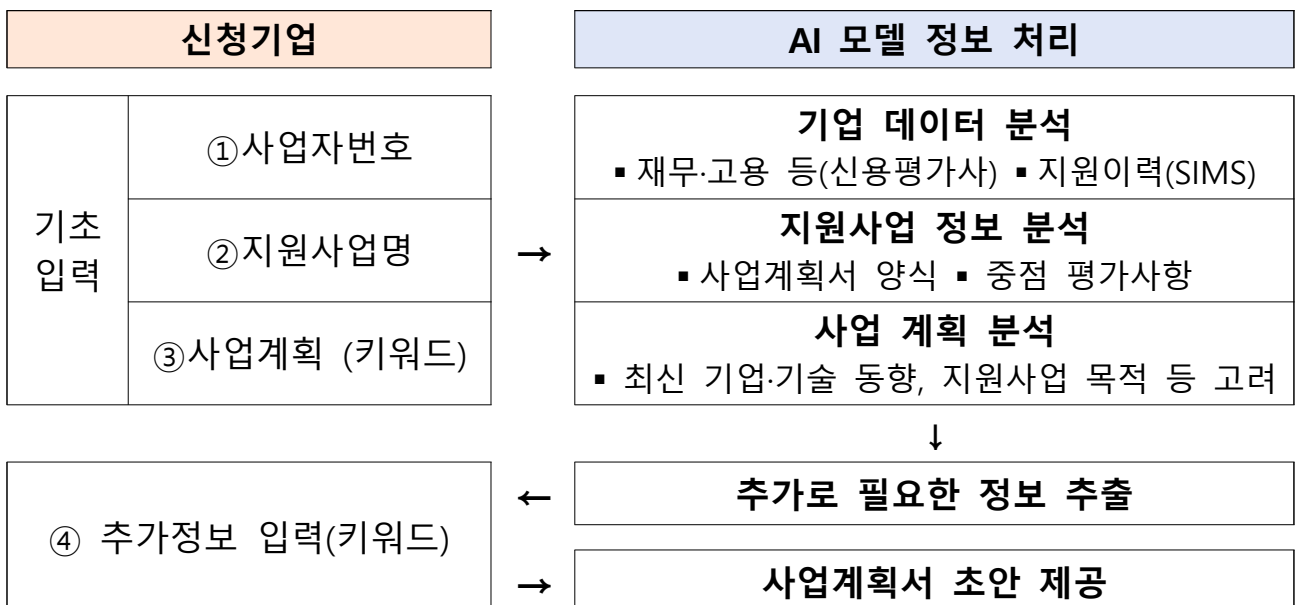 신청기업
AI 모델 정보 처리
기초
입력
①사업자번호
②지원사업명
③사업계획 (키워드)
→
기업 데이터 분석
▪ 재무·고용 등(신용평가사) ▪ 지원이력(SIMS)
지원사업 정보 분석
▪ 사업계획서 양식 ▪ 중점 평가사항
사업 계획 분석
▪ 최신 기업·기술 동향, 지원사업 목적 등 고려
↓
④ 추가정보 입력(키워드)
←
추가로 필요한 정보 추출
→
사업계획서 초안 제공